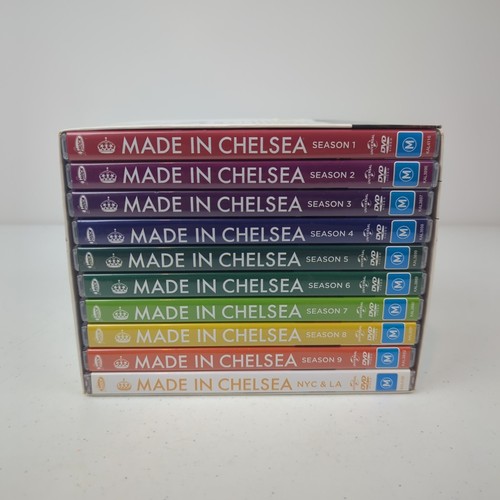 MADE IN CHELSEA SEASON 1 DVD M
MADE IN CHELSEA SEASON 2 DVD M
MADE IN CHELSEA SEASON 3 DVD M
MADE IN CHELSEA SEASON 4 DVD M
MADE IN CHELSEA SEASON 5 DVD M
MADE IN CHELSEA SEASON 6 DVD M
MADE IN CHELSEA SEASON 7 DVD M
MADE IN CHELSEA SEASON 8 DVD M
MADE IN CHELSEA SEASON 9 DVD M
MADE IN CHELSEA NYC & LA DVD M